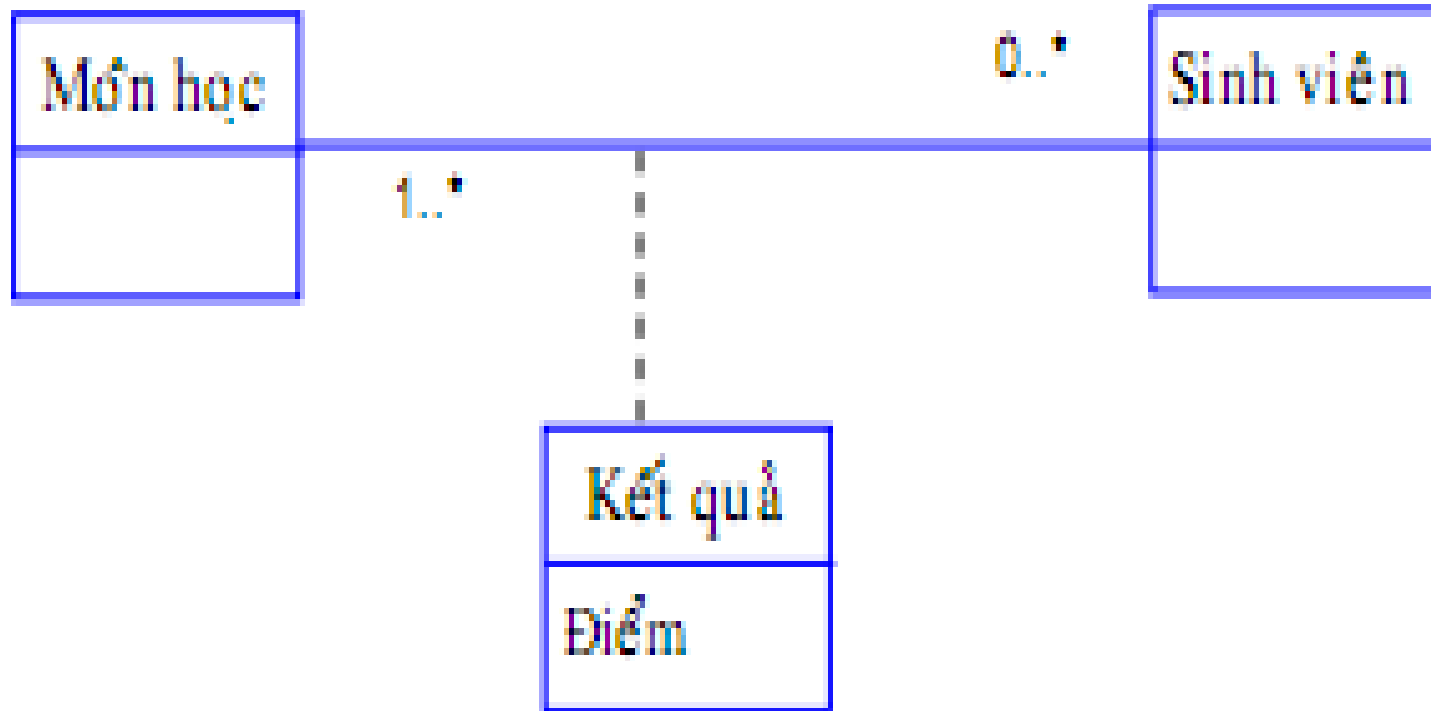 Môn học
0..*
Sinh viên
1..*
Kết quả
Điểm